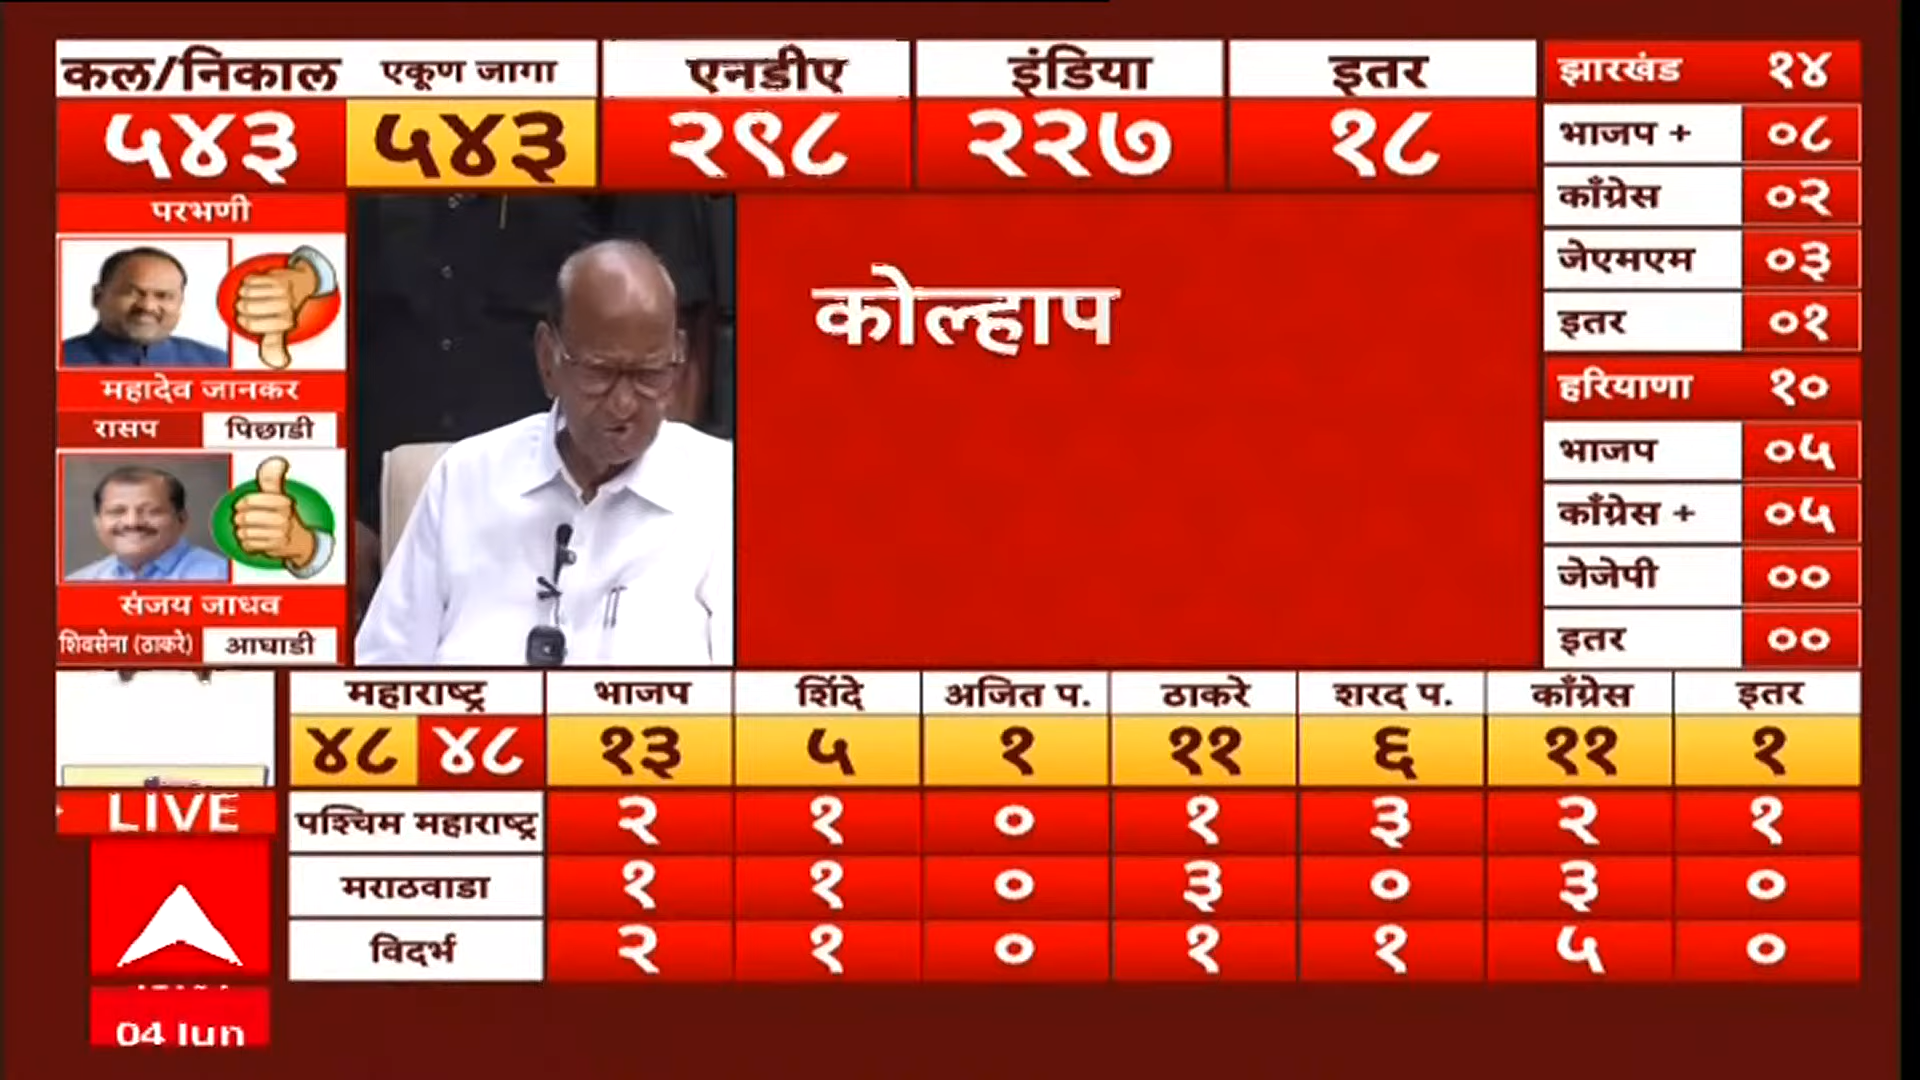 कल/निकाल एकूण जागा एनडीए इंडिया इतर
५४३ ५४३ २९८ २२७ १८
परभणी
महादेव जानकर
रासप पिछाडी
संजय जाधव
शिवसेना (ठाकरे) आघाडी
कोल्हाप
झारखंड १४
भाजप + ०८
काँग्रेस ०२
जेएमएम ०३
इतर ०१
हरियाणा १०
भाजप ०५
काँग्रेस + ०५
जेजेपी ००
इतर ००
महाराष्ट्र भाजप शिंदे अजित प. ठाकरे शरद प. काँग्रेस इतर
४८ ४८ १३ ५ १ ११ ६ ११ १
पश्चिम महाराष्ट्र २ १ ० १ ३ २ १
मराठवाडा १ १ ० ३ ० ३ ०
विदर्भ २ १ ० १ १ ५ ०
LIVE
04 Jun